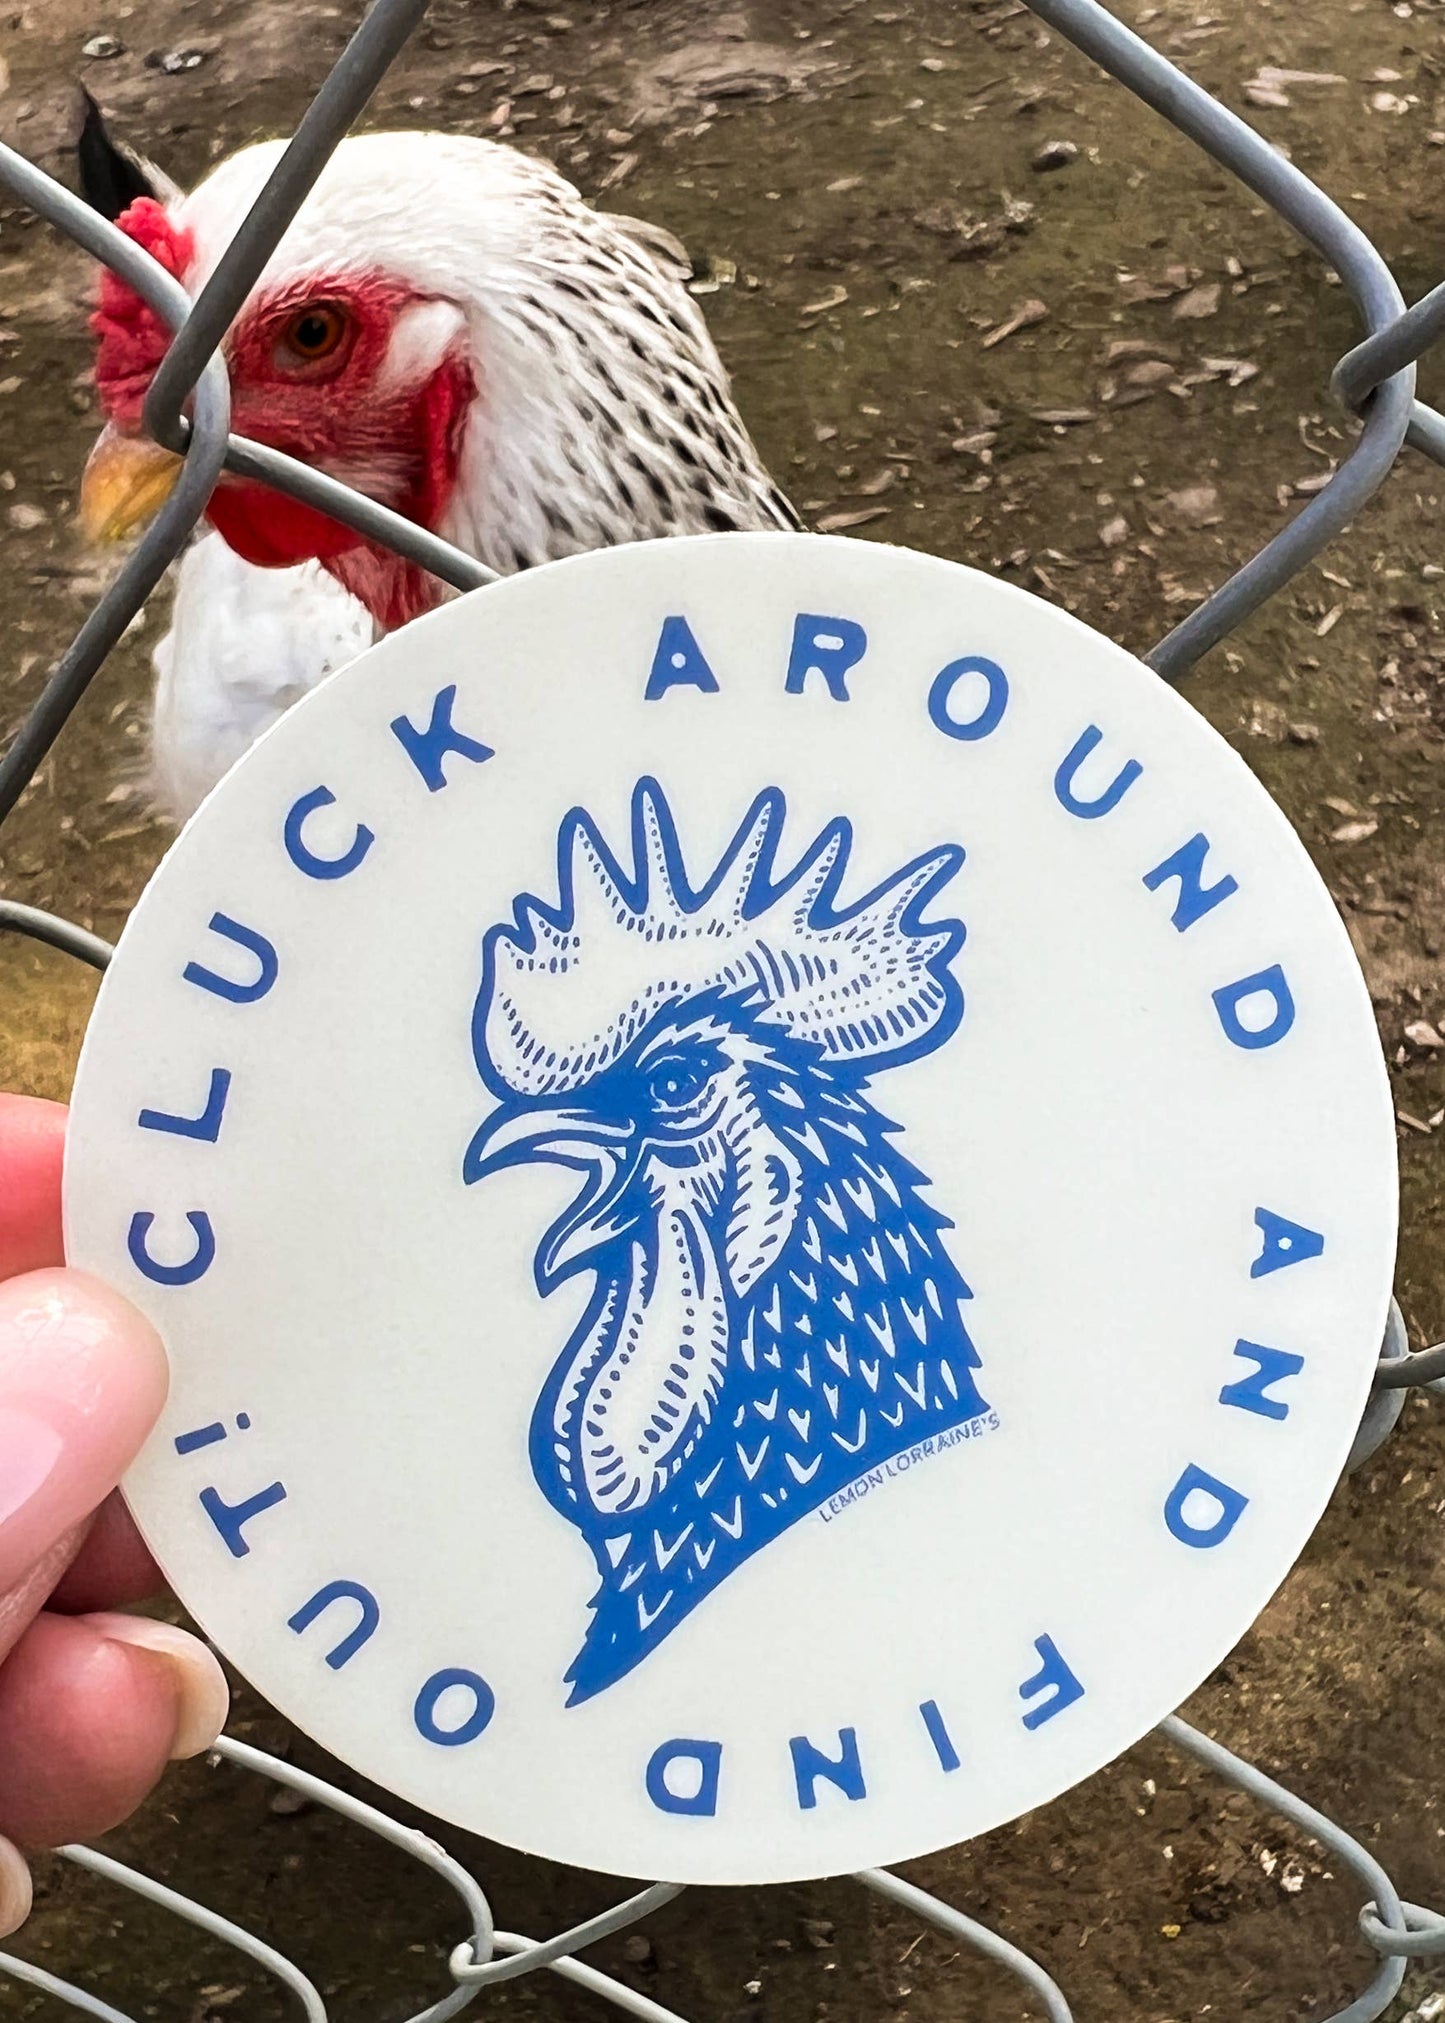 CLUCK AROUND AND FIND OUT!
LEMON LORRAINE'S